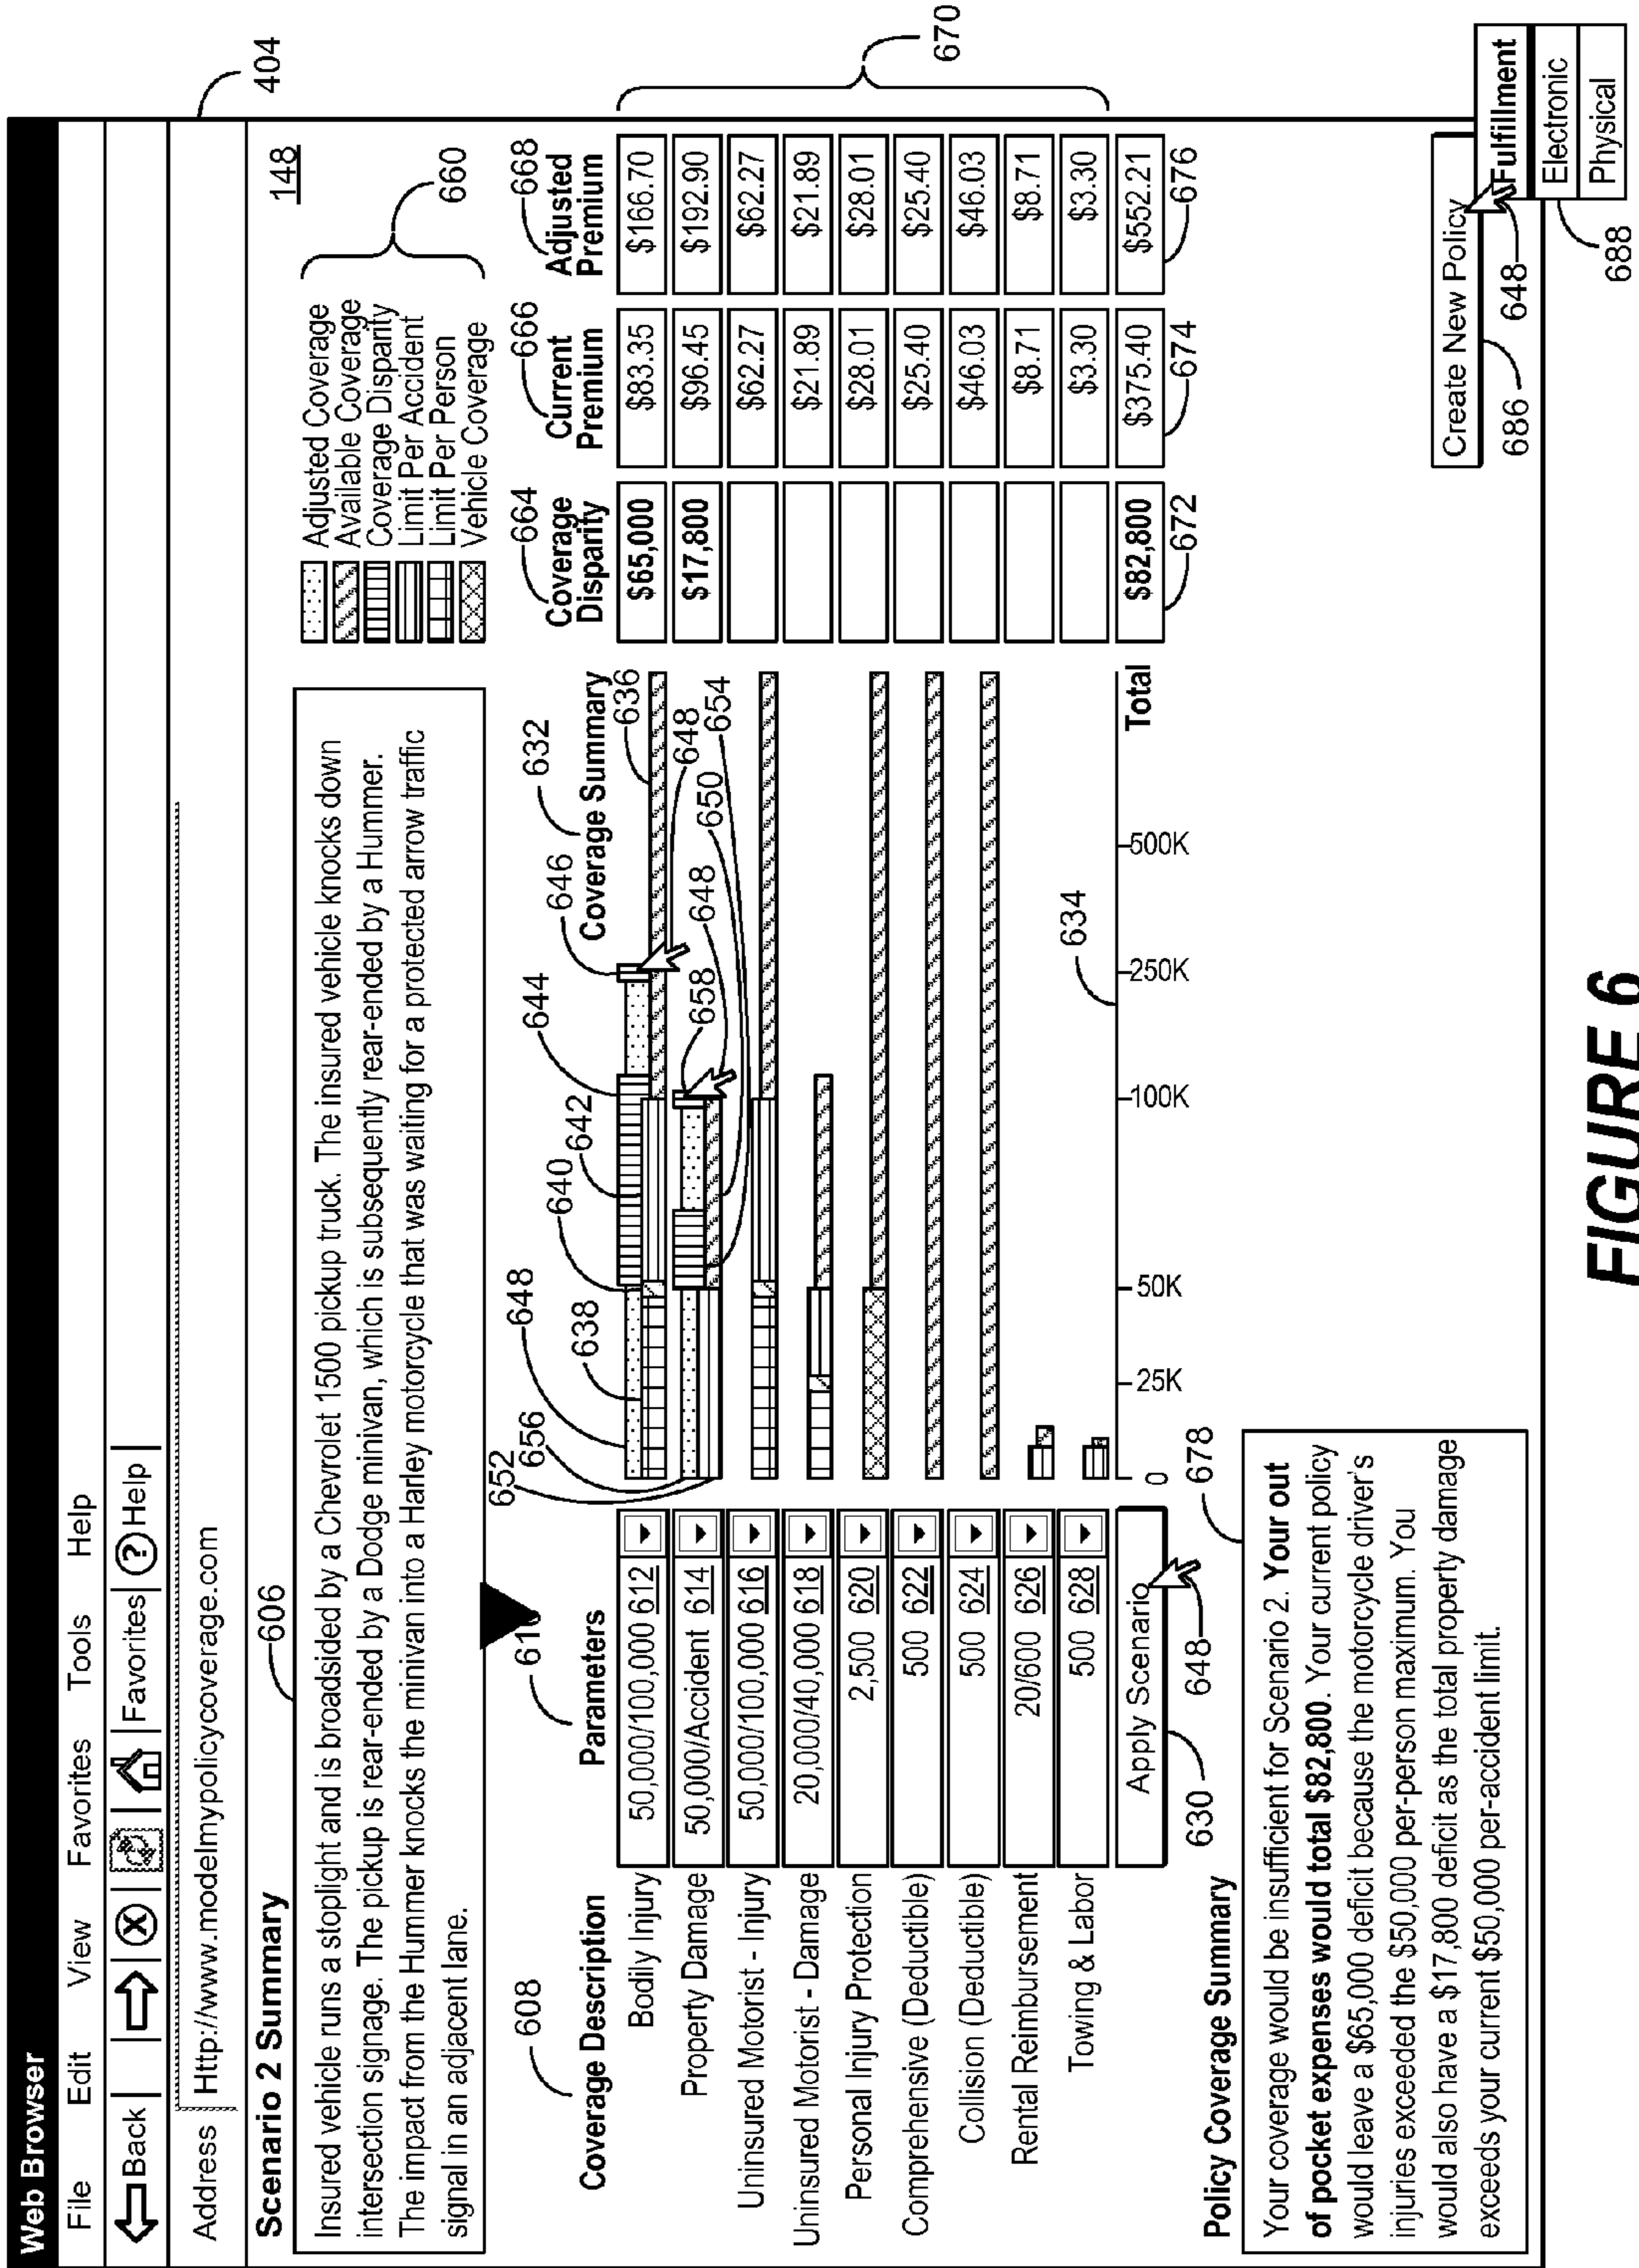 Web Browser
File Edit View Favorites Tools Help
Back Favorites ? Help
Address Http://www.modelmypolicycoverage.com
404
Scenario 2 Summary
606
148
Insured vehicle runs a stoplight and is broadsided by a Chevrolet 1500 pickup truck. The insured vehicle knocks down
intersection signage. The pickup is rear-ended by a Dodge minivan, which is subsequently rear-ended by a Hummer.
The impact from the Hummer knocks the minivan into a Harley motorcycle that was waiting for a protected arrow traffic
signal in an adjacent lane.
Adjusted Coverage
Available Coverage
Coverage Disparity
Limit Per Accident
Limit Per Person
Vehicle Coverage
660
608 610 632 664 666 668
Coverage Description Parameters Coverage Summary Coverage Disparity Current Premium Adjusted Premium
652 656 648 638 640 642 644 646 636 648 654
658 648 650
670
Bodily Injury 50,000/100,000 612 $65,000 $83.35 $166.70
Property Damage 50,000/Accident 614 $17,800 $96.45 $192.90
Uninsured Motorist - Injury 50,000/100,000 616 $62.27 $62.27
Uninsured Motorist - Damage 20,000/40,000 618 $21.89 $21.89
Personal Injury Protection 2,500 620 $28.01 $28.01
Comprehensive (Deductible) 500 622 $25.40 $25.40
Collision (Deductible) 500 624 $46.03 $46.03
Rental Reimbursement 20/600 626 $8.71 $8.71
Towing & Labor 500 628 634 $3.30 $3.30
Apply Scenario 0 25K 50K 100K 250K 500K Total $82,800 $375.40 $552.21
630 648 672 674 676
Policy Coverage Summary
678
Your coverage would be insufficient for Scenario 2. Your out
of pocket expenses would total $82,800. Your current policy
would leave a $65,000 deficit because the motorcycle driver's
injuries exceeded the $50,000 per-person maximum. You
would also have a $17,800 deficit as the total property damage
exceeds your current $50,000 per-accident limit.
Create New Policy
686 648
Fulfillment
Electronic
Physical
688
FIGURE 6